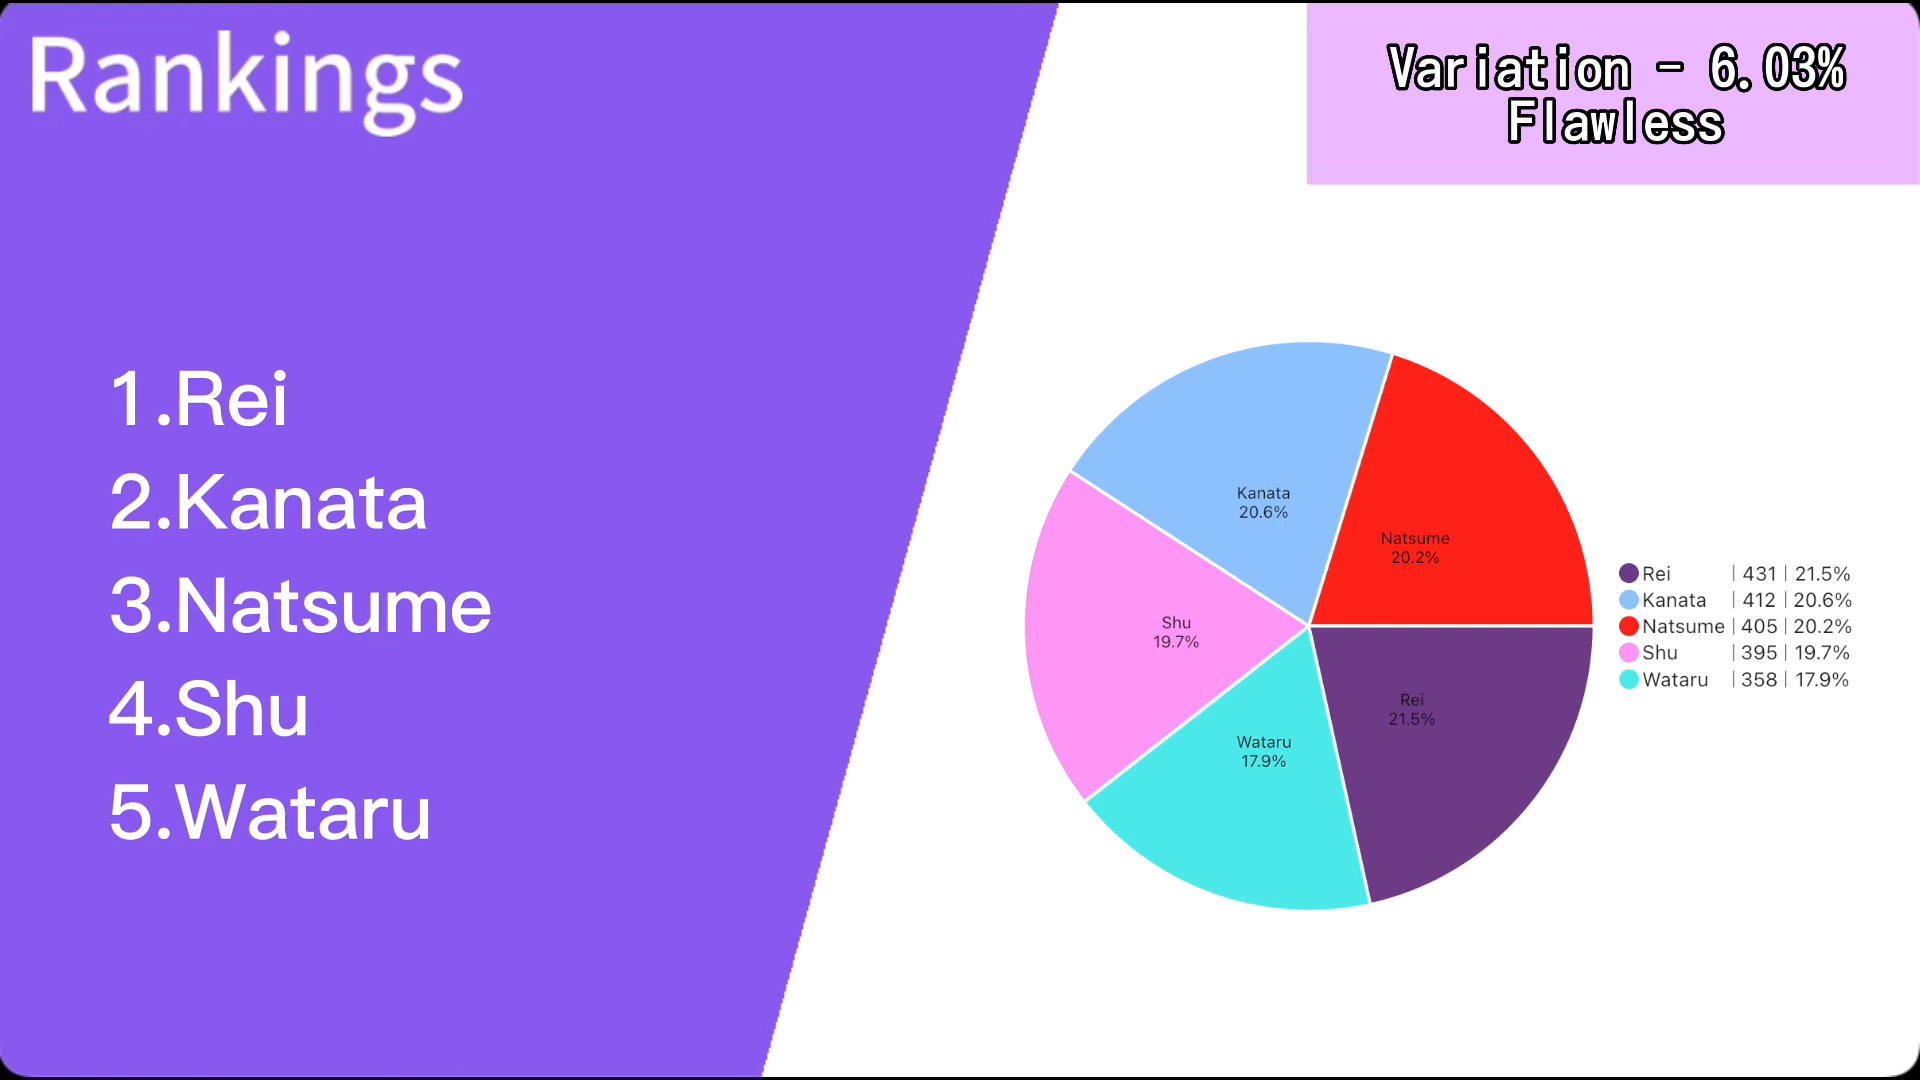 Rankings
Variation - 6.03%
Flawless
1.Rei
2.Kanata
3.Natsume
4.Shu
5.Wataru
Kanata
20.6%
Natsume
20.2%
Shu
19.7%
Rei
21.5%
Wataru
17.9%
Rei | 431 | 21.5%
Kanata | 412 | 20.6%
Natsume | 405 | 20.2%
Shu | 395 | 19.7%
Wataru | 358 | 17.9%